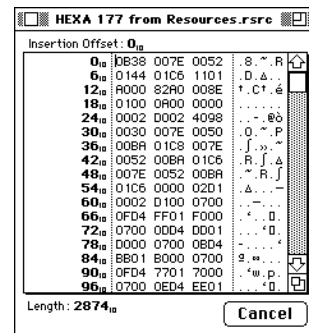 HEXA 177 from Resources.rsrc
Insertion Offset: 0₁₀
0₁₀ 0B38 007E 0052 .8.~.R
6₁₀ 0144 01C6 1101 .D.∆..
12₁₀ A000 82A0 008E †.Ç†.é
18₁₀ 0100 0A00 0000 ......
24₁₀ 0002 D002 4098 ..-.@ò
30₁₀ 0030 007E 0050 .0.~.P
36₁₀ 00BA 01C8 007E .∫.».~
42₁₀ 0052 00BA 01C6 .R.∫.∆
48₁₀ 007E 0052 00BA .~.R.∫
54₁₀ 01C6 0000 02D1 .∆...—
60₁₀ 0002 D100 0700 ..—...
66₁₀ 0FD4 FF01 F000
72₁₀ 0700 0DD4 DD01
78₁₀ D000 0700 0BD4 -....‘
84₁₀ BB01 B000 0700 ª.∞...
90₁₀ 0FD4 7701 7000 .‘w.p.
96₁₀ 0700 0ED4 EE01
Length: 2874₁₀
Cancel